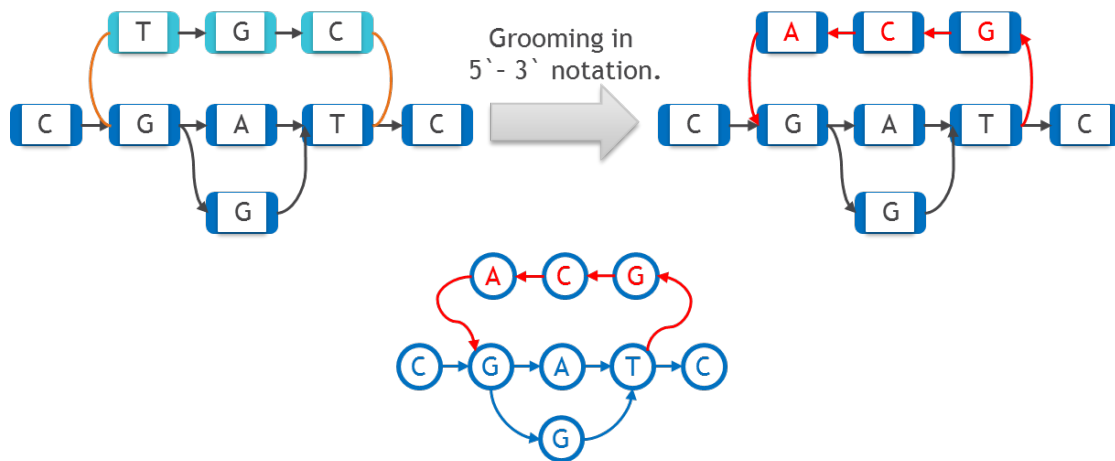 T G C
Grooming in
5`- 3` notation.
A C G
C G A T C
C G A T C
G
G
A C G
C G A T C
G